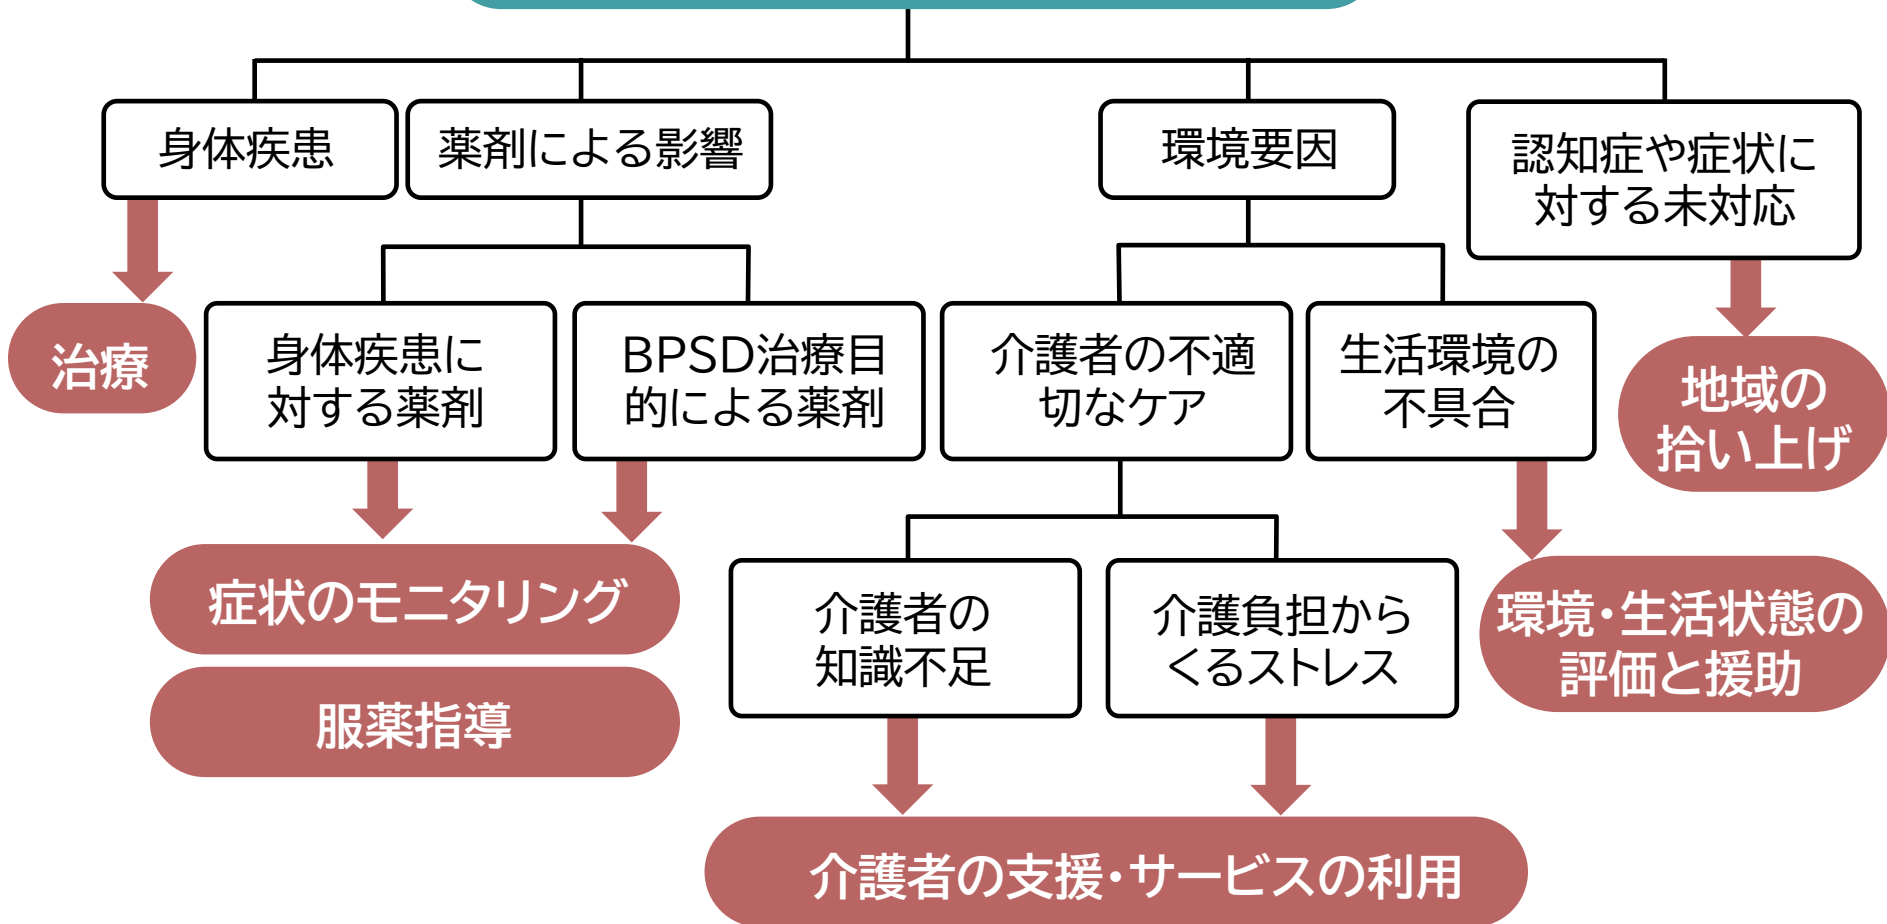 身体疾患
薬剤による影響
環境要因
認知症や症状に
対する未対応
治療
身体疾患に
対する薬剤
BPSD治療目
的による薬剤
介護者の不適
切なケア
生活環境の
不具合
地域の
拾い上げ
症状のモニタリング
服薬指導
介護者の
知識不足
介護負担から
くるストレス
環境・生活状態の
評価と援助
介護者の支援・サービスの利用